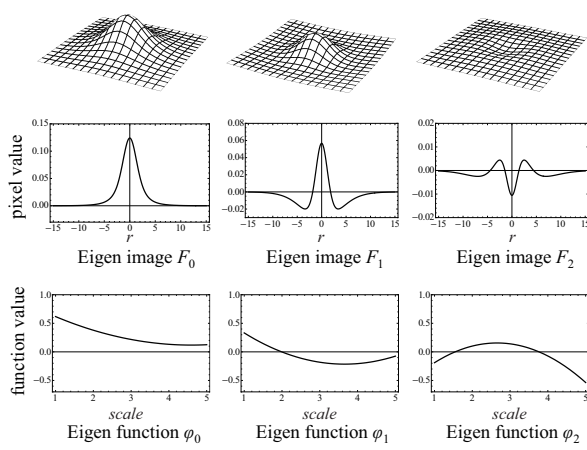 0.15
0.10
0.05
0.00
−15 −10 −5 0 5 10 15
r
pixel value
Eigen image F0
0.08
0.06
0.04
0.02
0.00
−0.02
−15 −10 −5 0 5 10 15
r
Eigen image F1
0.02
0.01
0.00
−0.01
−0.02
−15 −10 −5 0 5 10 15
r
Eigen image F2
1.0
0.5
0.0
−0.5
1 2 3 4 5
scale
function value
Eigen function φ0
1.0
0.5
0.0
−0.5
1 2 3 4 5
scale
Eigen function φ1
1.0
0.5
0.0
−0.5
1 2 3 4 5
scale
Eigen function φ2